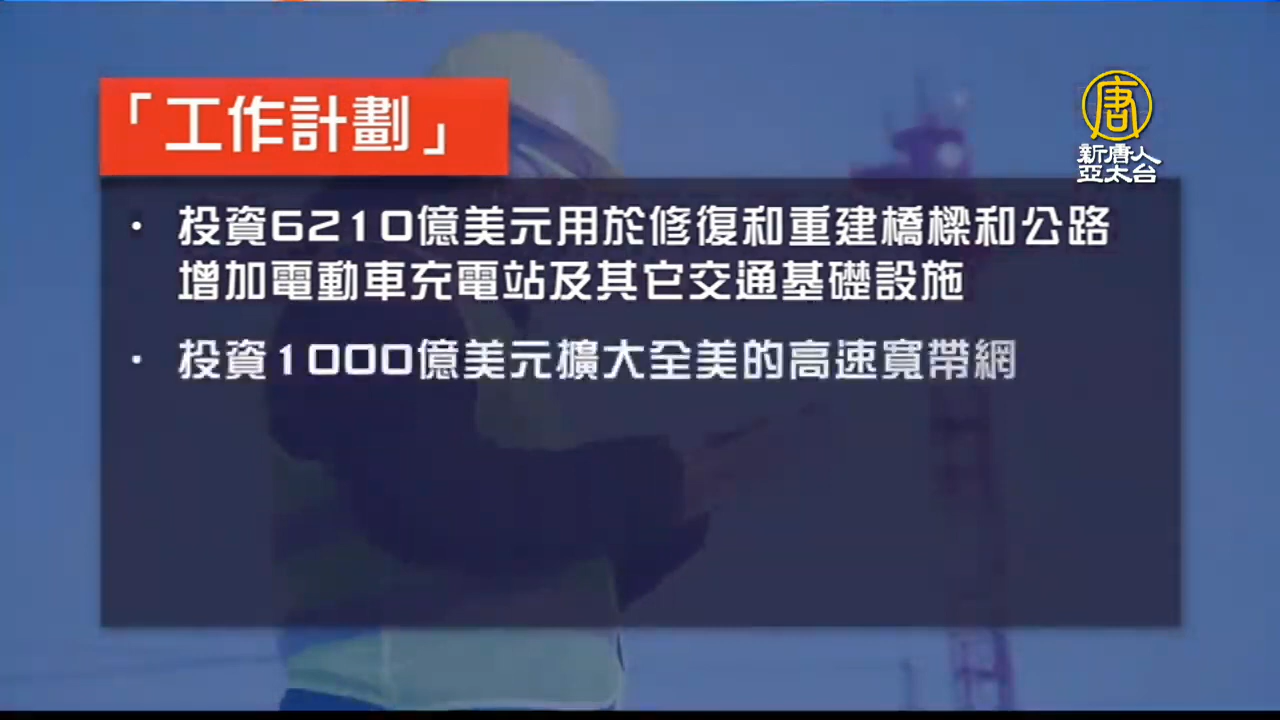 「工作計劃」
唐
新唐人
亞太台
· 投資6210億美元用於修復和重建橋樑和公路
增加電動車充電站及其它交通基礎設施
· 投資1000億美元擴大全美的高速寬帶網